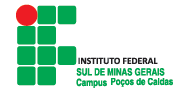 INSTITUTO FEDERAL
SUL DE MINAS GERAIS
Campus Poços de Caldas